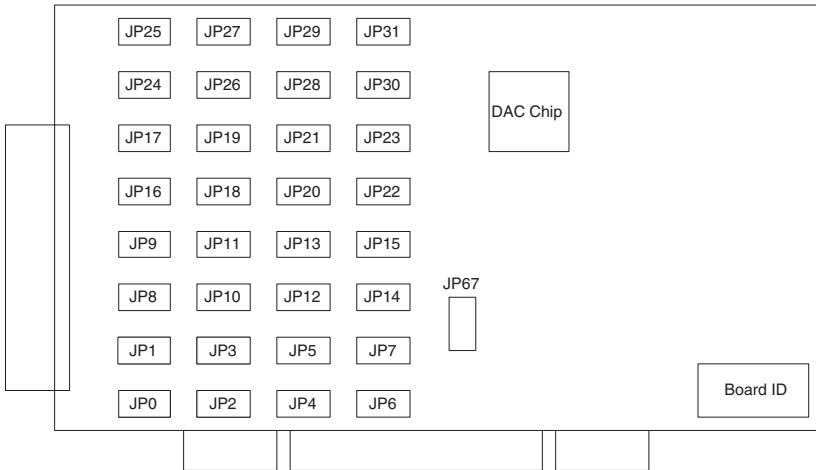 JP25 JP27 JP29 JP31
JP24 JP26 JP28 JP30
DAC Chip
JP17 JP19 JP21 JP23
JP16 JP18 JP20 JP22
JP9 JP11 JP13 JP15
JP67
JP8 JP10 JP12 JP14
JP1 JP3 JP5 JP7
Board ID
JP0 JP2 JP4 JP6